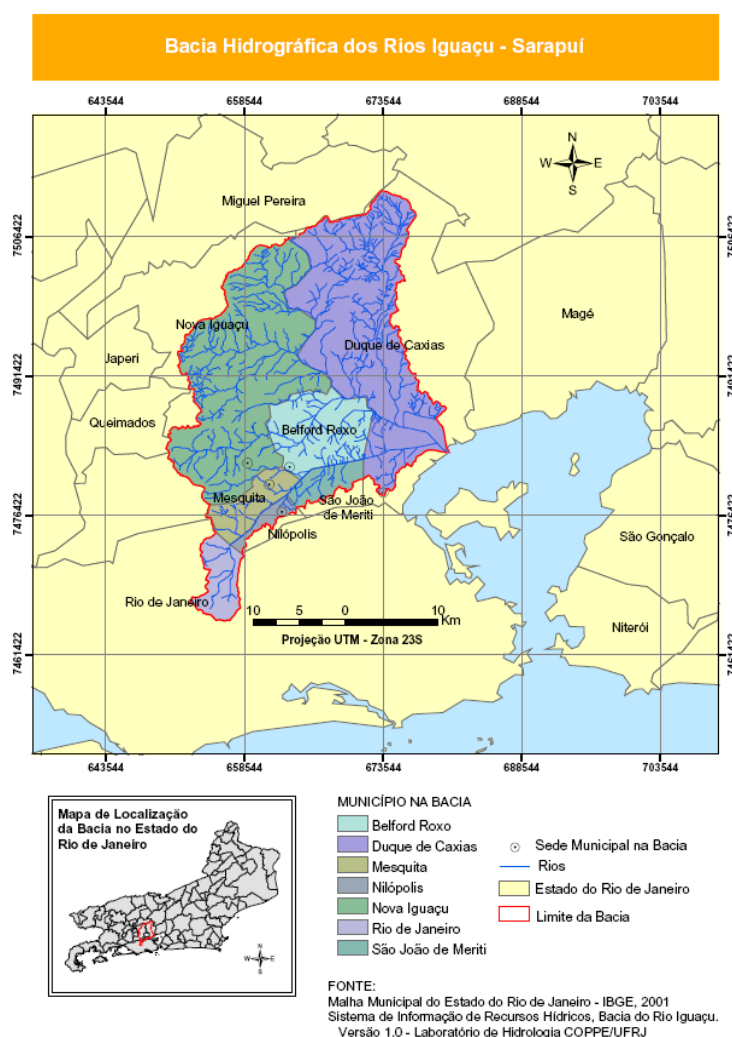 Bacia Hidrográfica dos Rios Iguaçu - Sarapuí
643544 658544 673544 688544 703544
N
W E
S
Miguel Pereira
7506422 7506422
Magé
Nova Iguaçu
Duque de Caxias
Japeri
7491422 7491422
Queimados
Belford Roxo
Mesquita
São João
de Meriti
7476422 7476422
Nilópolis
São Gonçalo
Rio de Janeiro
10 5 0 10
Km
Niterói
Projeção UTM - Zona 23S
7461422 7461422
643544 658544 673544 688544 703544
Mapa de Localização
da Bacia no Estado do
Rio de Janeiro
N
W E
S
MUNICÍPIO NA BACIA
Belford Roxo
Duque de Caxias
Mesquita
Nilópolis
Nova Iguaçu
Rio de Janeiro
São João de Meriti
Sede Municipal na Bacia
Rios
Estado do Rio de Janeiro
Limite da Bacia
FONTE:
Malha Municipal do Estado do Rio de Janeiro - IBGE, 2001
Sistema de Informação de Recursos Hídricos, Bacia do Rio Iguaçu.
Versão 1.0 - Laboratório de Hidrologia COPPE/UFRJ